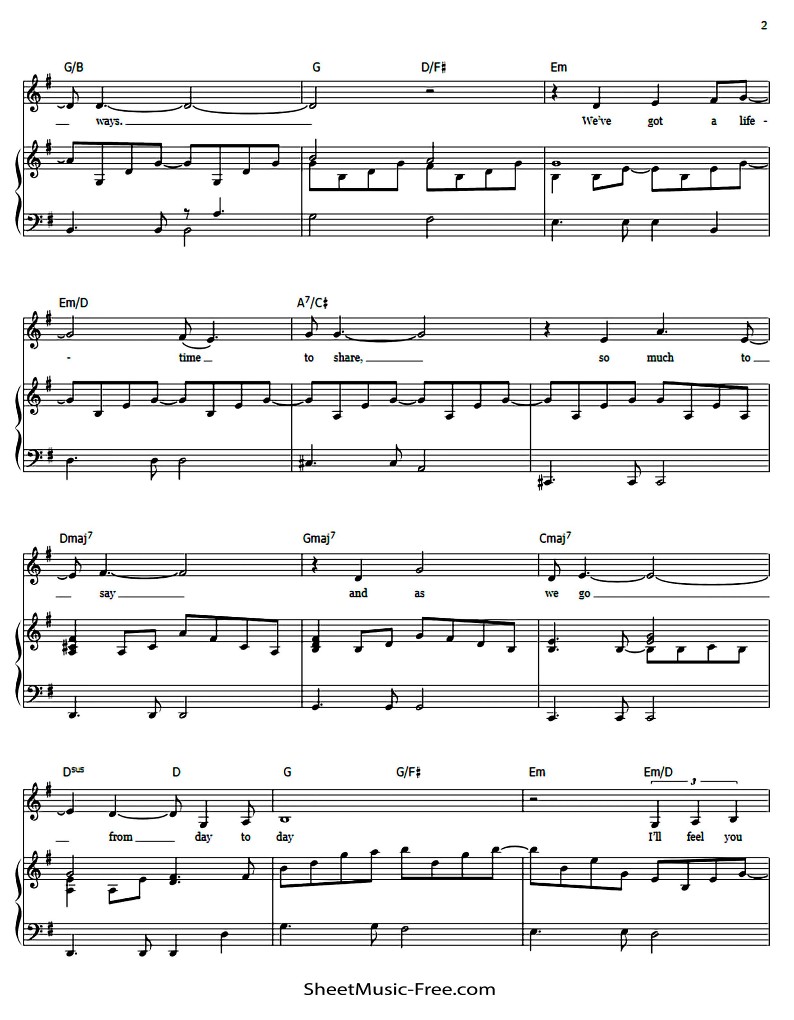 2
G/B G D/F♯ Em
ways. We've got a life -
Em/D A7/C♯
- time to share, so much to
Dmaj7 Gmaj7 Cmaj7
say and as we go
Dsus D G G/F♯ Em Em/D
3
from day to day I'll feel you
SheetMusic-Free.com